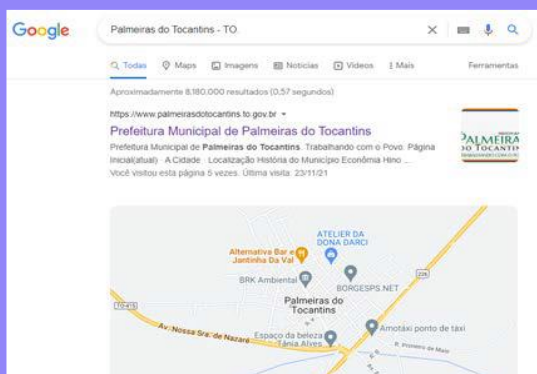 Google
Palmeiras do Tocantins - TO
Todas Maps Imagens Notícias Vídeos Mais Ferramentas
Aproximadamente 8.180.000 resultados (0,57 segundos)
https://www.palmeirasdotocantins.to.gov.br
Prefeitura Municipal de Palmeiras do Tocantins
Prefeitura Municipal de Palmeiras do Tocantins. Trabalhando com o Povo. Página
Inicial(atual) · A Cidade · Localização História do Município Econômia Hino ...
Você visitou esta página 5 vezes. Última visita: 23/11/21
PALMEIRA
DO TOCANTIN
ATELIER DA
DONA DARCI
Alternativa Bar e
Jantinha Da Val
BRK Ambiental
BORGESPS.NET
226
TO-415
Palmeiras do
Tocantins
Av. Nossa Sra. de Nazaré
Espaço da beleza
Tânia Alves
Amotáxi ponto de táxi